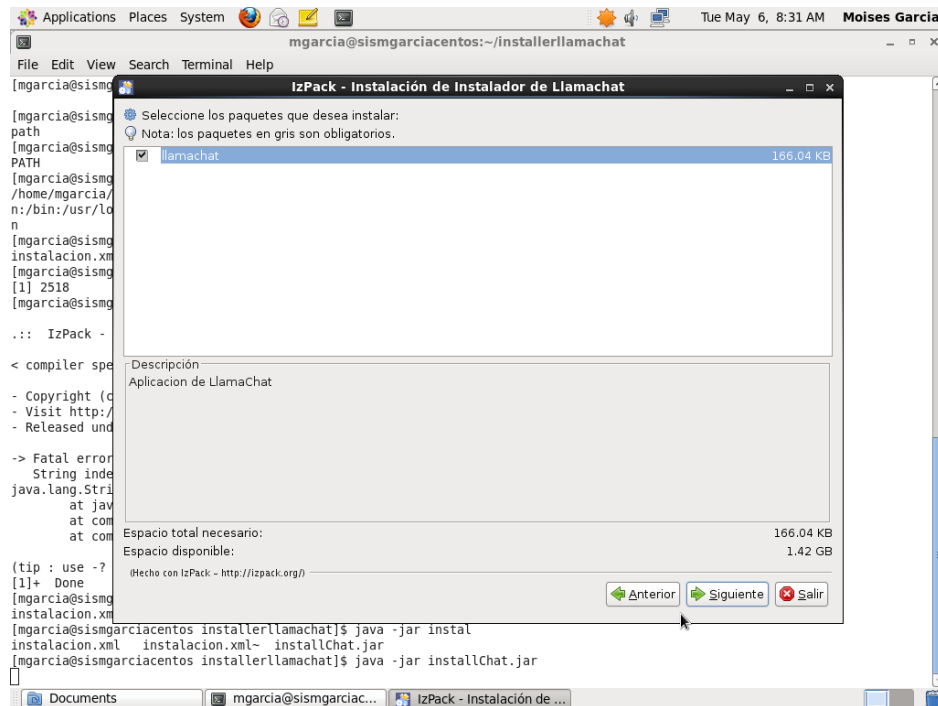 Applications Places System Tue May 6, 8:31 AM Moises Garcia
mgarcia@sismgarciacentos:~/installerllamachat
File Edit View Search Terminal Help
[mgarcia@sismg
[mgarcia@sismg
path
[mgarcia@sismg
PATH
[mgarcia@sismg
/home/mgarcia/
n:/bin:/usr/lo
n
[mgarcia@sismg
instalacion.xm
[mgarcia@sismg
[1] 2518
[mgarcia@sismg
.:: IzPack -
< compiler spe
- Copyright (c
- Visit http:/
- Released und
-> Fatal error
String inde
java.lang.Stri
at jav
at com
at com
(tip : use -?
[1]+ Done
[mgarcia@sismg
instalacion.xm
[mgarcia@sismgarciacentos installerllamachat]$ java -jar instal
instalacion.xml instalacion.xml~ installChat.jar
[mgarcia@sismgarciacentos installerllamachat]$ java -jar installChat.jar
IzPack - Instalación de Instalador de Llamachat
Seleccione los paquetes que desea instalar:
Nota: los paquetes en gris son obligatorios.
llamachat 166.04 KB
Descripción
Aplicacion de LlamaChat
Espacio total necesario: 166.04 KB
Espacio disponible: 1.42 GB
(Hecho con IzPack - http://izpack.org/)
Anterior Siguiente Salir
Documents mgarcia@sismgarciac... IzPack - Instalación de ...